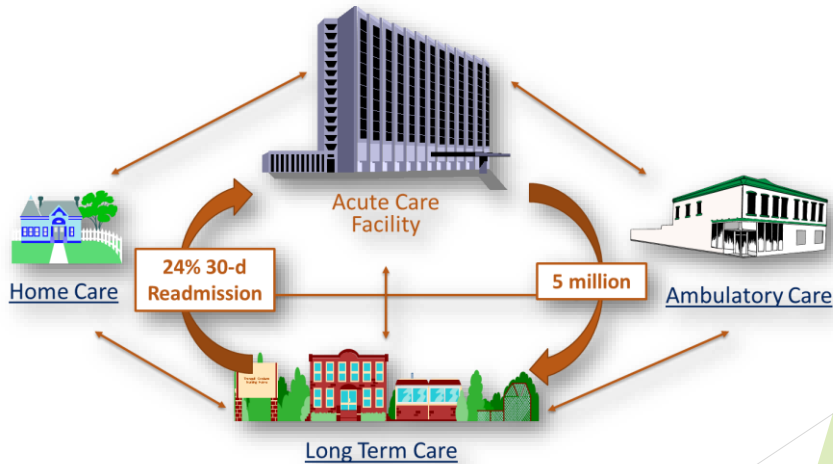 Acute Care
Facility
24% 30-d
Readmission
5 million
Home Care
Ambulatory Care
Long Term Care